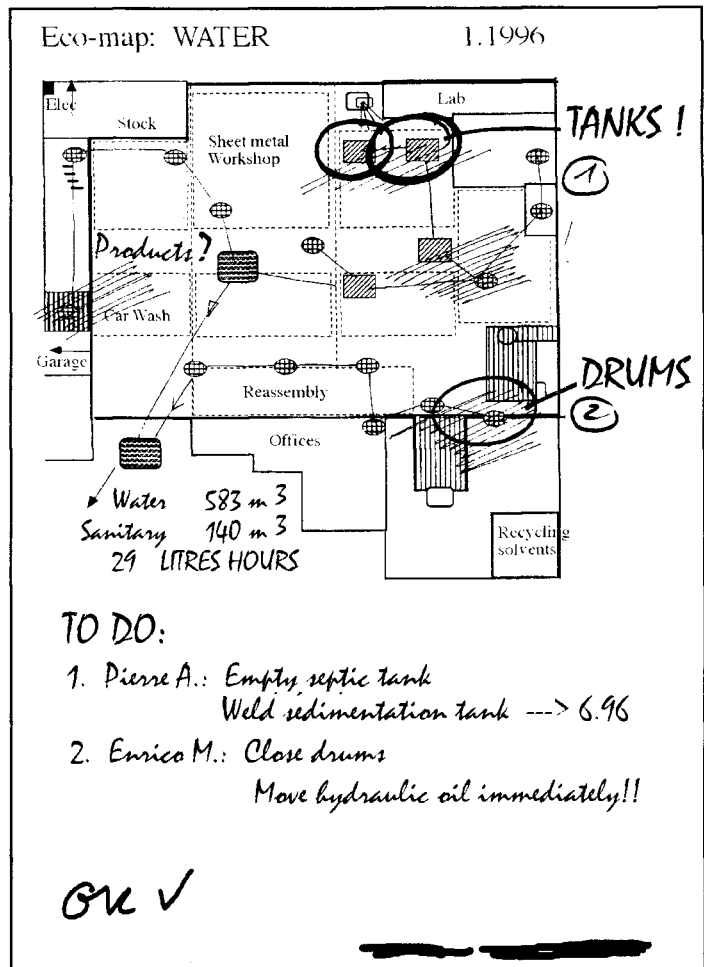 Eco-map: WATER 1.1996
Elec
Lab
Stock
TANKS !
Sheet metal
Workshop
1
Products?
Car Wash
Garage
DRUMS
Reassembly
2
Offices
Water 583 m 3
Sanitary 140 m 3
29 LITRES HOURS
Recycling
solvents
TO DO:
1. Pierre A.: Empty septic tank
Weld sedimentation tank ---> 6.96
2. Enrico M.: Close drums
Move hydraulic oil immediately!!
OK ✓